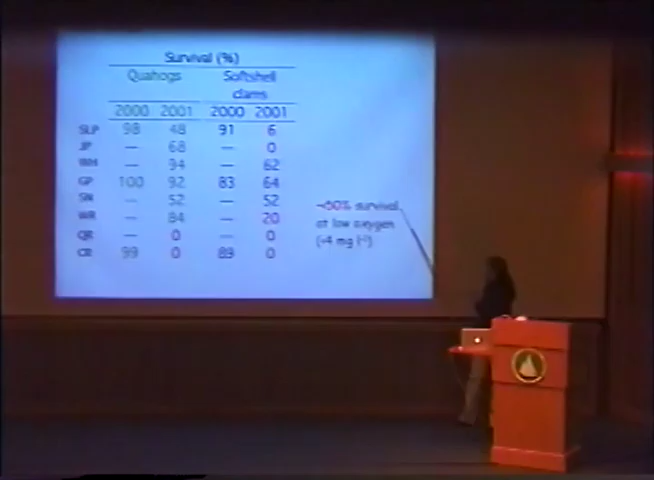 Survival (%)
Quahogs Softshell
clams
2000 2001 2000 2001
SLP 98 48 91 6
JP — 68 — 0
WH — 94 — 62
GP 100 92 83 64
SN — 52 — 52
WR — 84 — 20
QR — 0 — 0
CR 99 0 89 0
survival
at low oxygen